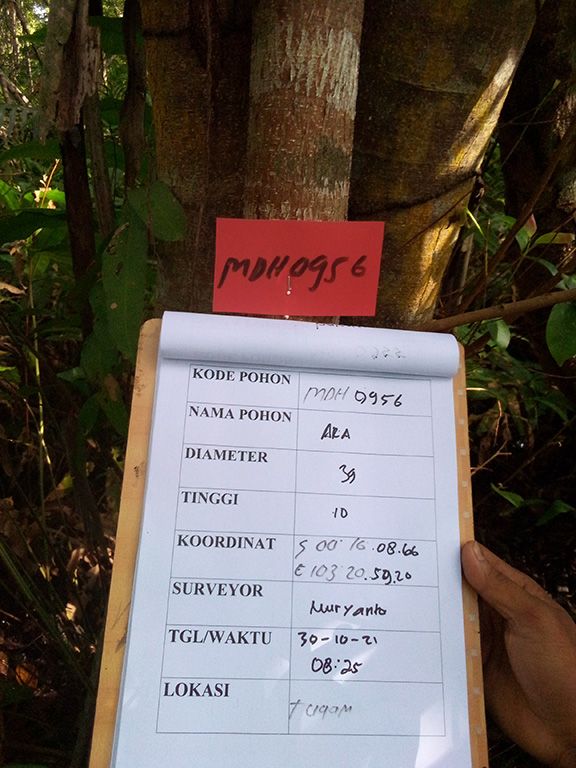 MDH0956
KODE POHON MDH 0956
NAMA POHON ARA
DIAMETER 39
TINGGI 10
KOORDINAT S 00 16.08.66
E 103 20.59.20
SURVEYOR Nuryanto
TGL/WAKTU 30-10-21
08:25
LOKASI